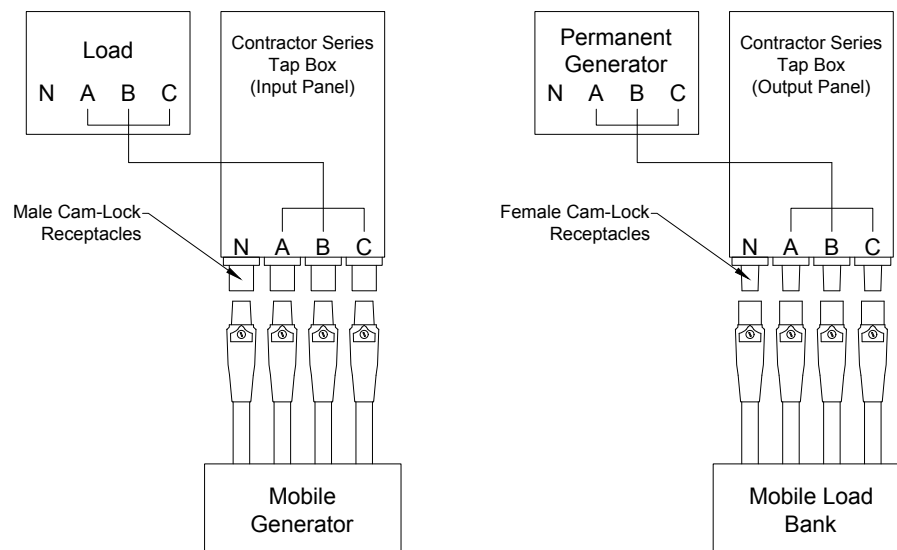 Load
N A B C
Contractor Series
Tap Box
(Input Panel)
Male Cam-Lock
Receptacles
N A B C
Mobile
Generator
Permanent
Generator
N A B C
Contractor Series
Tap Box
(Output Panel)
Female Cam-Lock
Receptacles
N A B C
Mobile Load
Bank